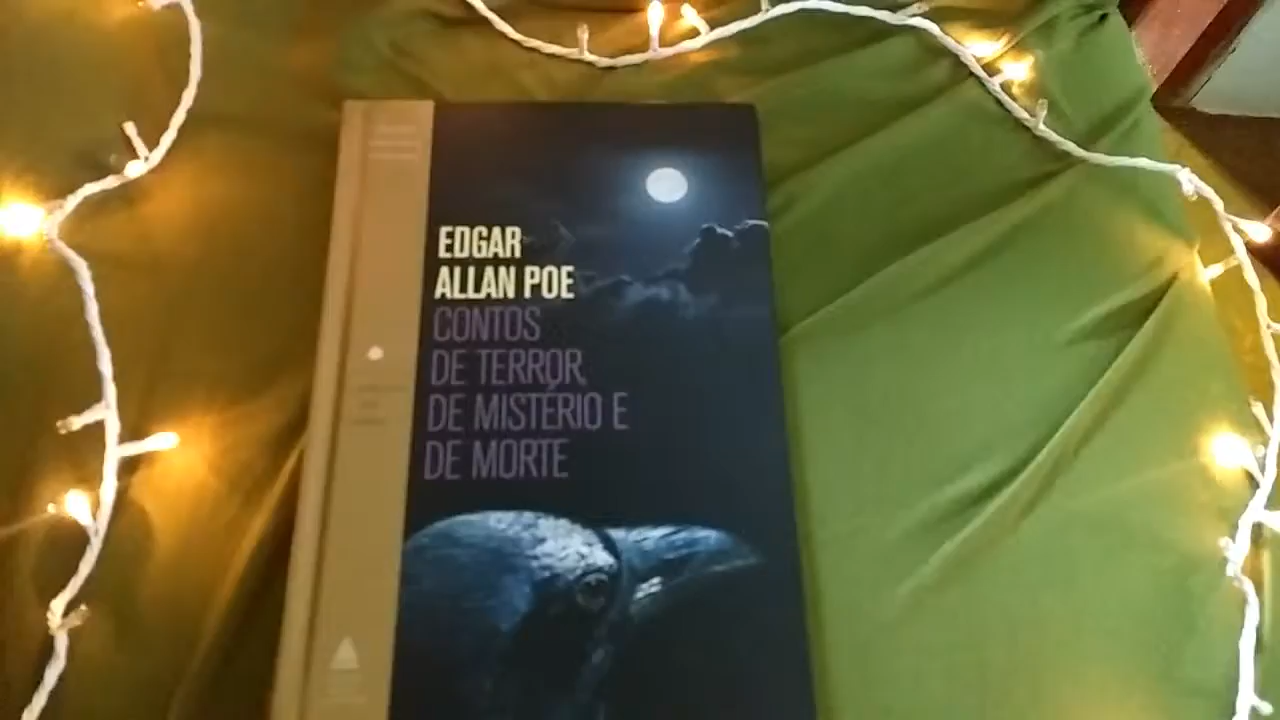 EDGAR
ALLAN POE
CONTOS
DE TERROR,
DE MISTÉRIO E
DE MORTE